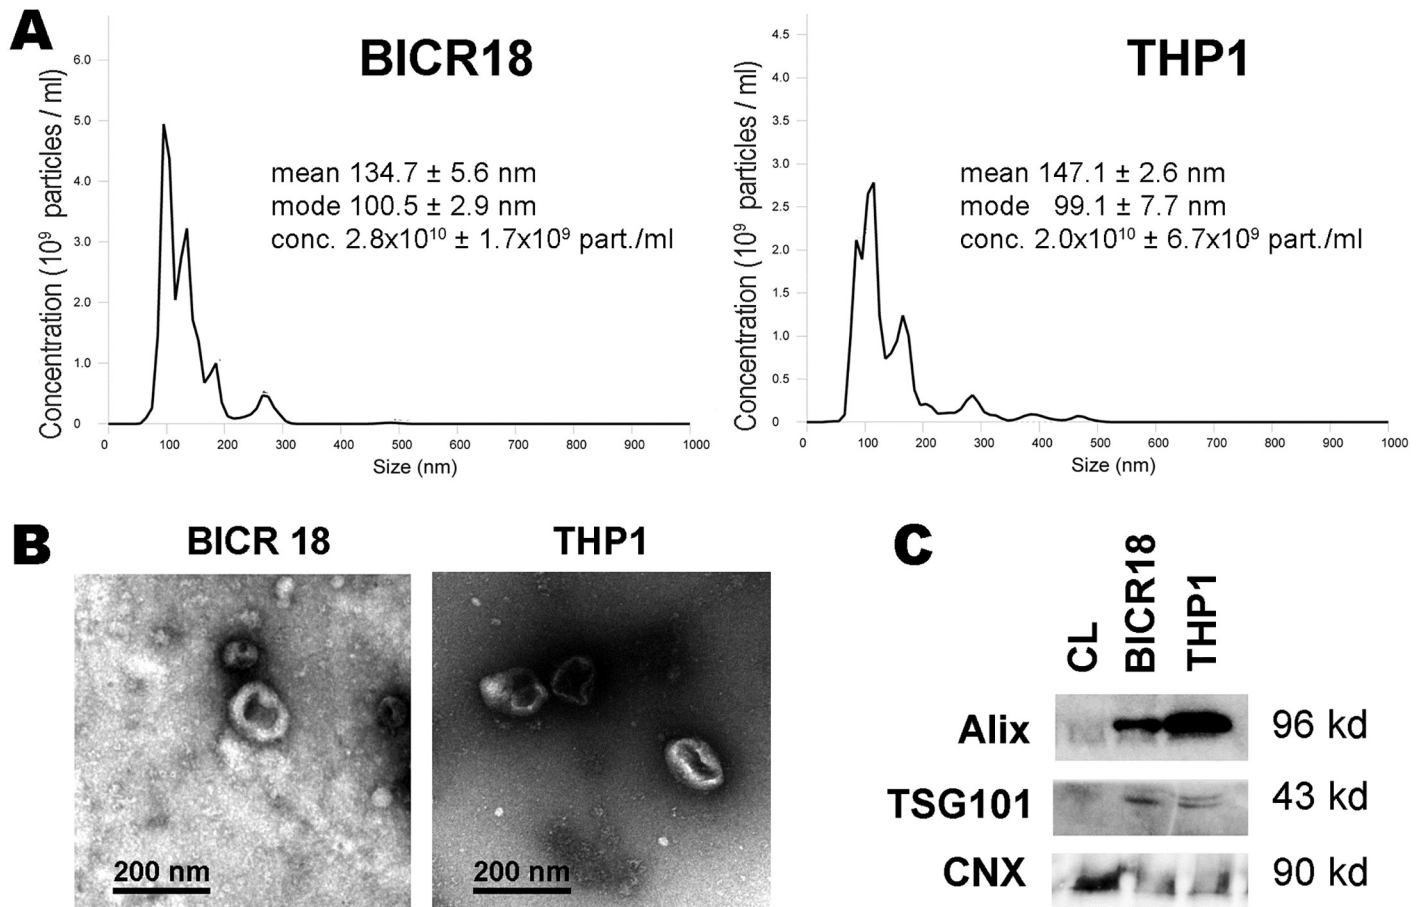 A
BICR18
Concentration (10⁹ particles / ml)
6.0
5.0
4.0
3.0
2.0
1.0
0
mean 134.7 ± 5.6 nm
mode 100.5 ± 2.9 nm
conc. 2.8x10¹⁰ ± 1.7x10⁹ part./ml
0 100 200 300 400 500 600 700 800 900 1000
Size (nm)
THP1
Concentration (10⁹ particles / ml)
4.5
4.0
3.5
3.0
2.5
2.0
1.5
1.0
0.5
0
mean 147.1 ± 2.6 nm
mode 99.1 ± 7.7 nm
conc. 2.0x10¹⁰ ± 6.7x10⁹ part./ml
0 100 200 300 400 500 600 700 800 900 1000
Size (nm)
B
BICR 18
200 nm
THP1
200 nm
C
CL BICR18 THP1
Alix 96 kd
TSG101 43 kd
CNX 90 kd